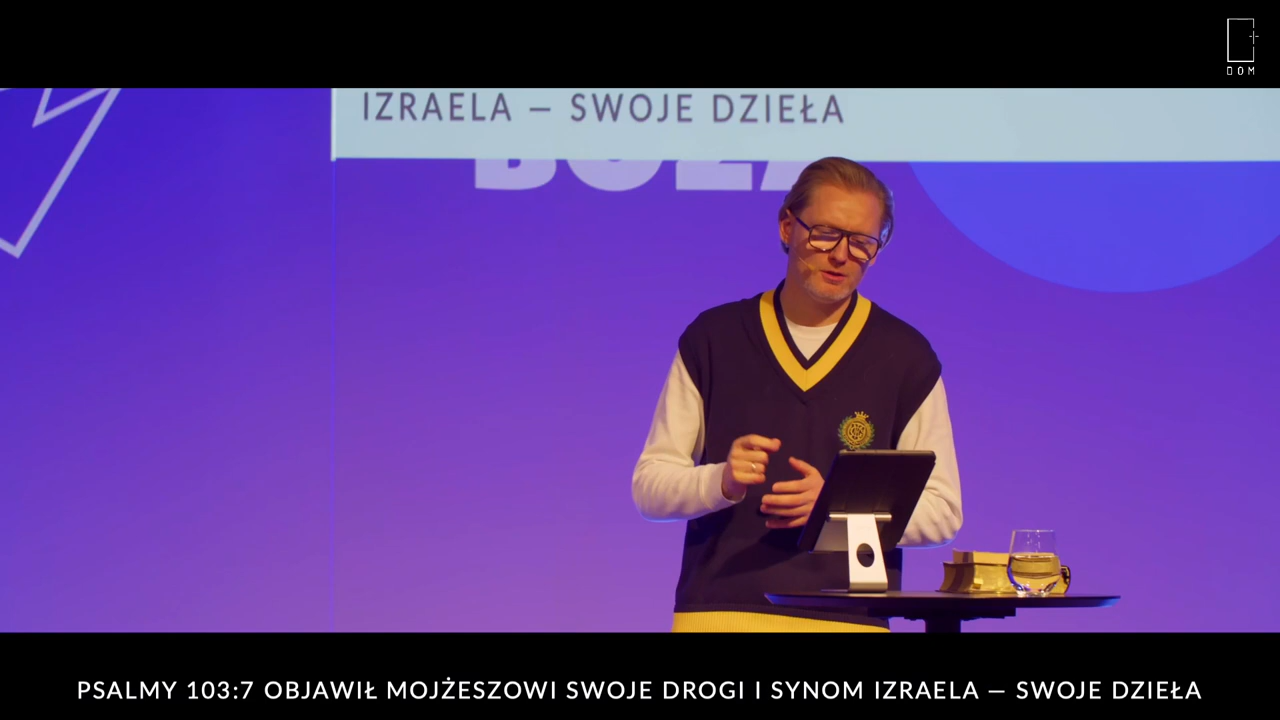 DOM
IZRAELA – SWOJE DZIEŁA
PSALMY 103:7 OBJAWIŁ MOJŻESZOWI SWOJE DROGI I SYNOM IZRAELA – SWOJE DZIEŁA